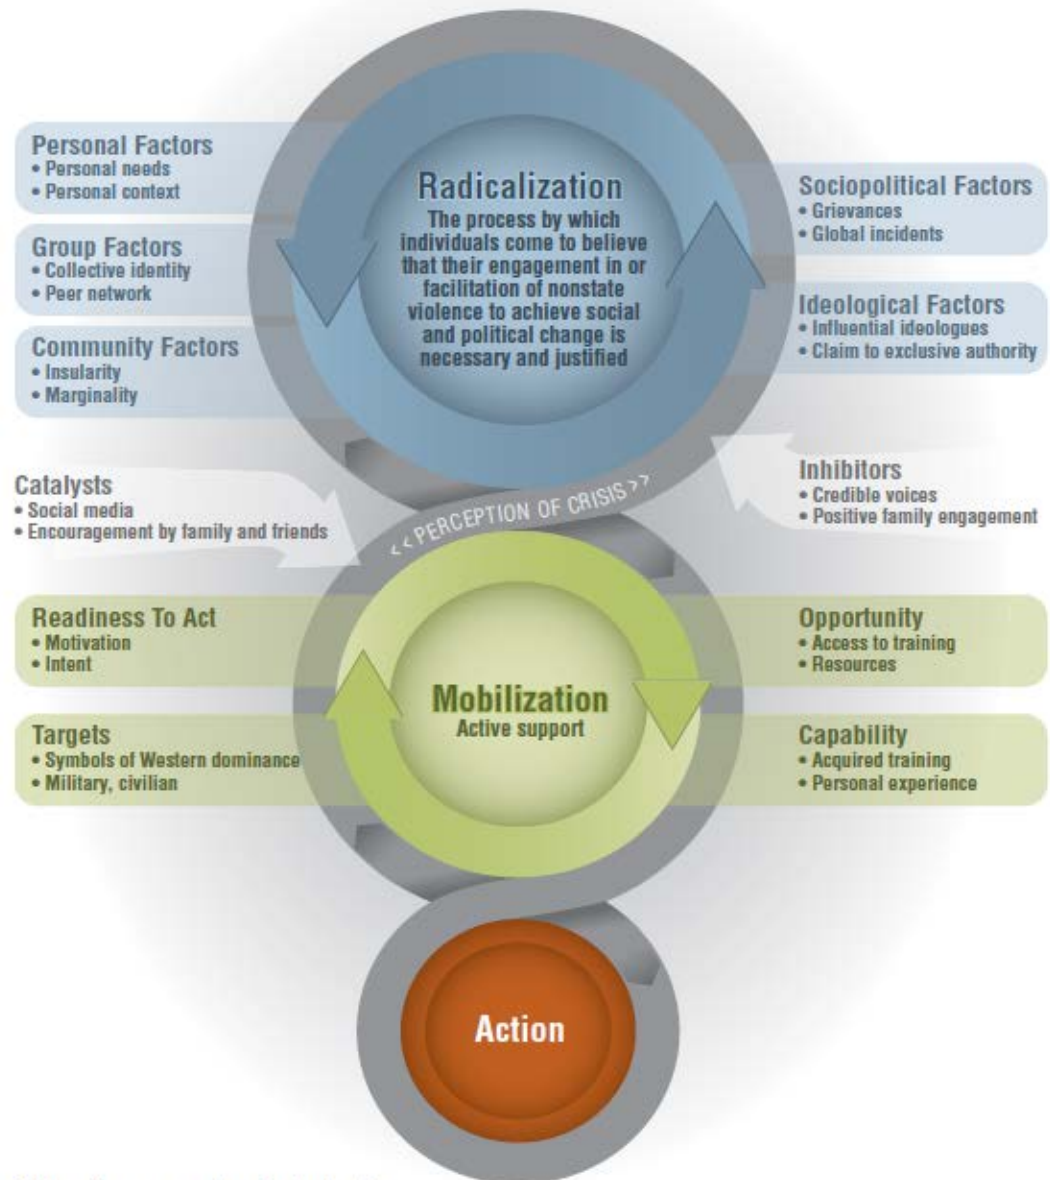 Personal Factors
• Personal needs
• Personal context
Group Factors
• Collective identity
• Peer network
Community Factors
• Insularity
• Marginality
Radicalization
The process by which
individuals come to believe
that their engagement in or
facilitation of nonstate
violence to achieve social
and political change is
necessary and justified
Sociopolitical Factors
• Grievances
• Global incidents
Ideological Factors
• Influential ideologues
• Claim to exclusive authority
Catalysts
• Social media
• Encouragement by family and friends
<< PERCEPTION OF CRISIS >>
Inhibitors
• Credible voices
• Positive family engagement
Readiness To Act
• Motivation
• Intent
Targets
• Symbols of Western dominance
• Military, civilian
Mobilization
Active support
Opportunity
• Access to training
• Resources
Capability
• Acquired training
• Personal experience
Action